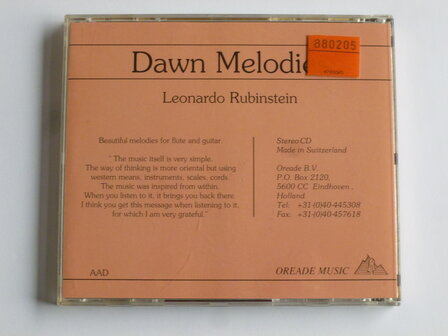 880205
Dawn Melodie
Leonardo Rubinstein
Beautiful melodies for flute and guitar.
" The music itself is very simple.
The way of thinking is more oriental but using
western means, instruments, scales, cords.
The music was inspired from within.
When you listen to it, it brings you back there.
I think you get this message when listening to it,
for which I am very grateful."
Stereo CD
Made in Switzerland
Oreade B.V.
P.O. Box 2120,
5600 CC Eindhoven,
Holland
Tel: +31-(0)40-445308
Fax: +31-(0)40-457618
AAD
OREADE MUSIC